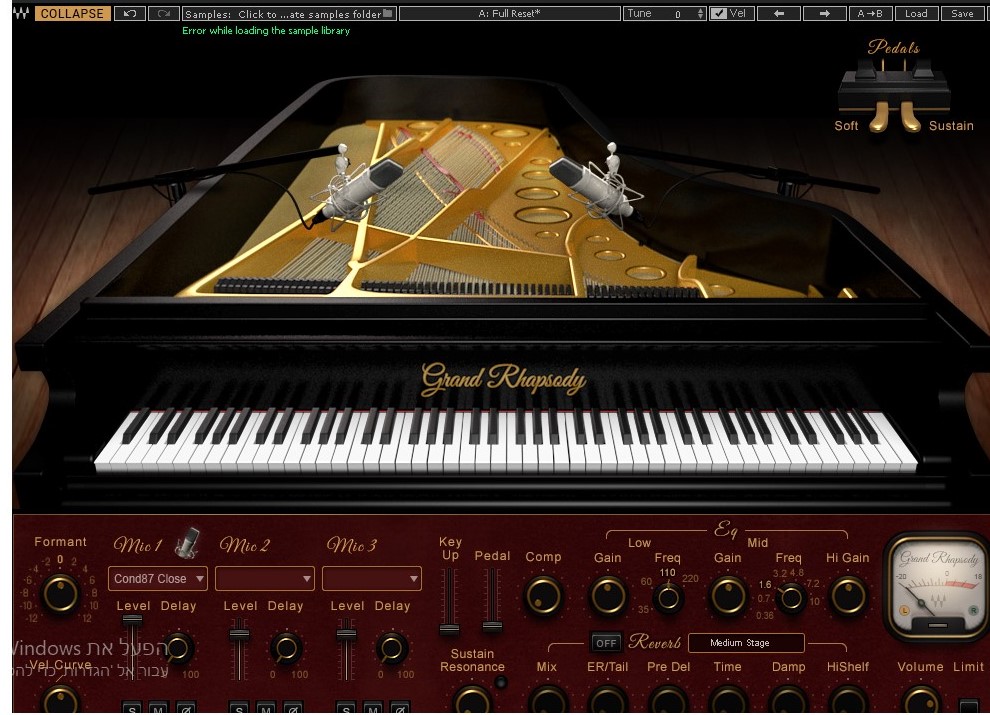 COLLAPSE
Samples: Click to ...ate samples folder
A: Full Reset*
Tune 0
Vel
A→B
Load
Save
Error while loading the sample library
Pedals
Soft
Sustain
Grand Rhapsody
Formant
-2 0 2
-4 4
-6 6
-8 8
-10 10
-12 12
Mic 1
Mic 2
Mic 3
Cond87 Close
Level Delay
Level Delay
Level Delay
0 100
0 100
100
Key Up
Pedal
Comp
Eq
Low
Mid
Gain
Freq
Gain
Freq
Hi Gain
35 60 110 220
0.36 0.7 1.6 3.2 4.8 7.2 10
Grand Rhapsody
-20 0 18
L R
הפעל את Windows
עבור אל 'הגדרות' כדי
Vel Curve
S M Ø
S M Ø
S M Ø
Sustain Resonance
OFF
Reverb
Medium Stage
Mix
ER/Tail
Pre Del
Time
Damp
HiShelf
Volume
Limit